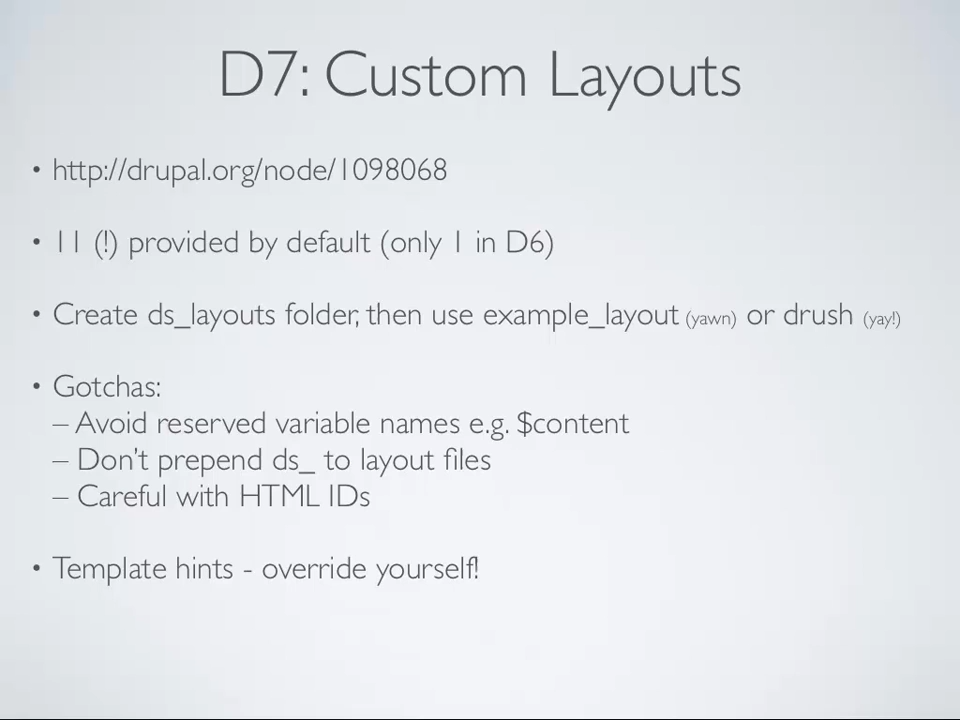 D7: Custom Layouts
• http://drupal.org/node/1098068
• 11 (!) provided by default (only 1 in D6)
• Create ds_layouts folder, then use example_layout (yawn) or drush (yay!)
• Gotchas:
– Avoid reserved variable names e.g. $content
– Don’t prepend ds_ to layout files
– Careful with HTML IDs
• Template hints - override yourself!